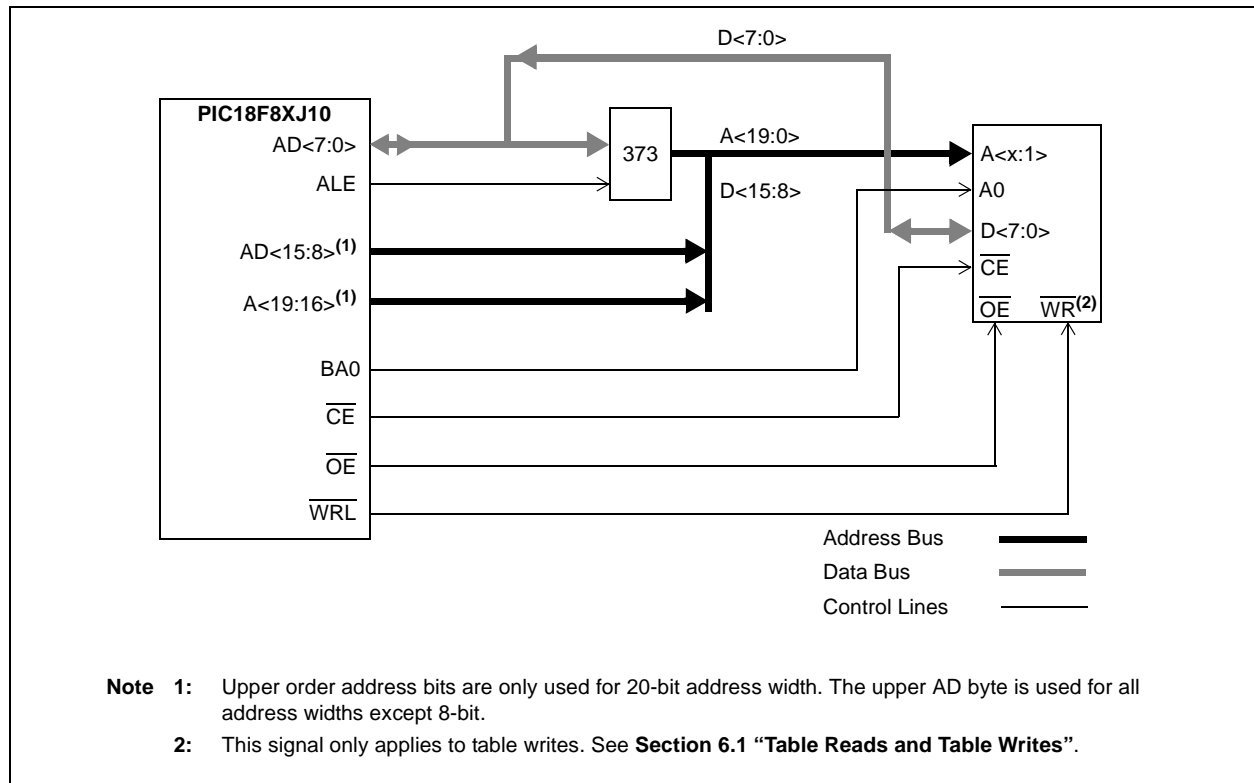 D<7:0>
PIC18F8XJ10
AD<7:0>
373
A<19:0>
A<x:1>
ALE
D<15:8>
A0
AD<15:8>(1)
D<7:0>
CE
A<19:16>(1)
OE WR(2)
BA0
CE
OE
WRL
Address Bus
Data Bus
Control Lines
Note 1: Upper order address bits are only used for 20-bit address width. The upper AD byte is used for all
address widths except 8-bit.
2: This signal only applies to table writes. See Section 6.1 “Table Reads and Table Writes”.